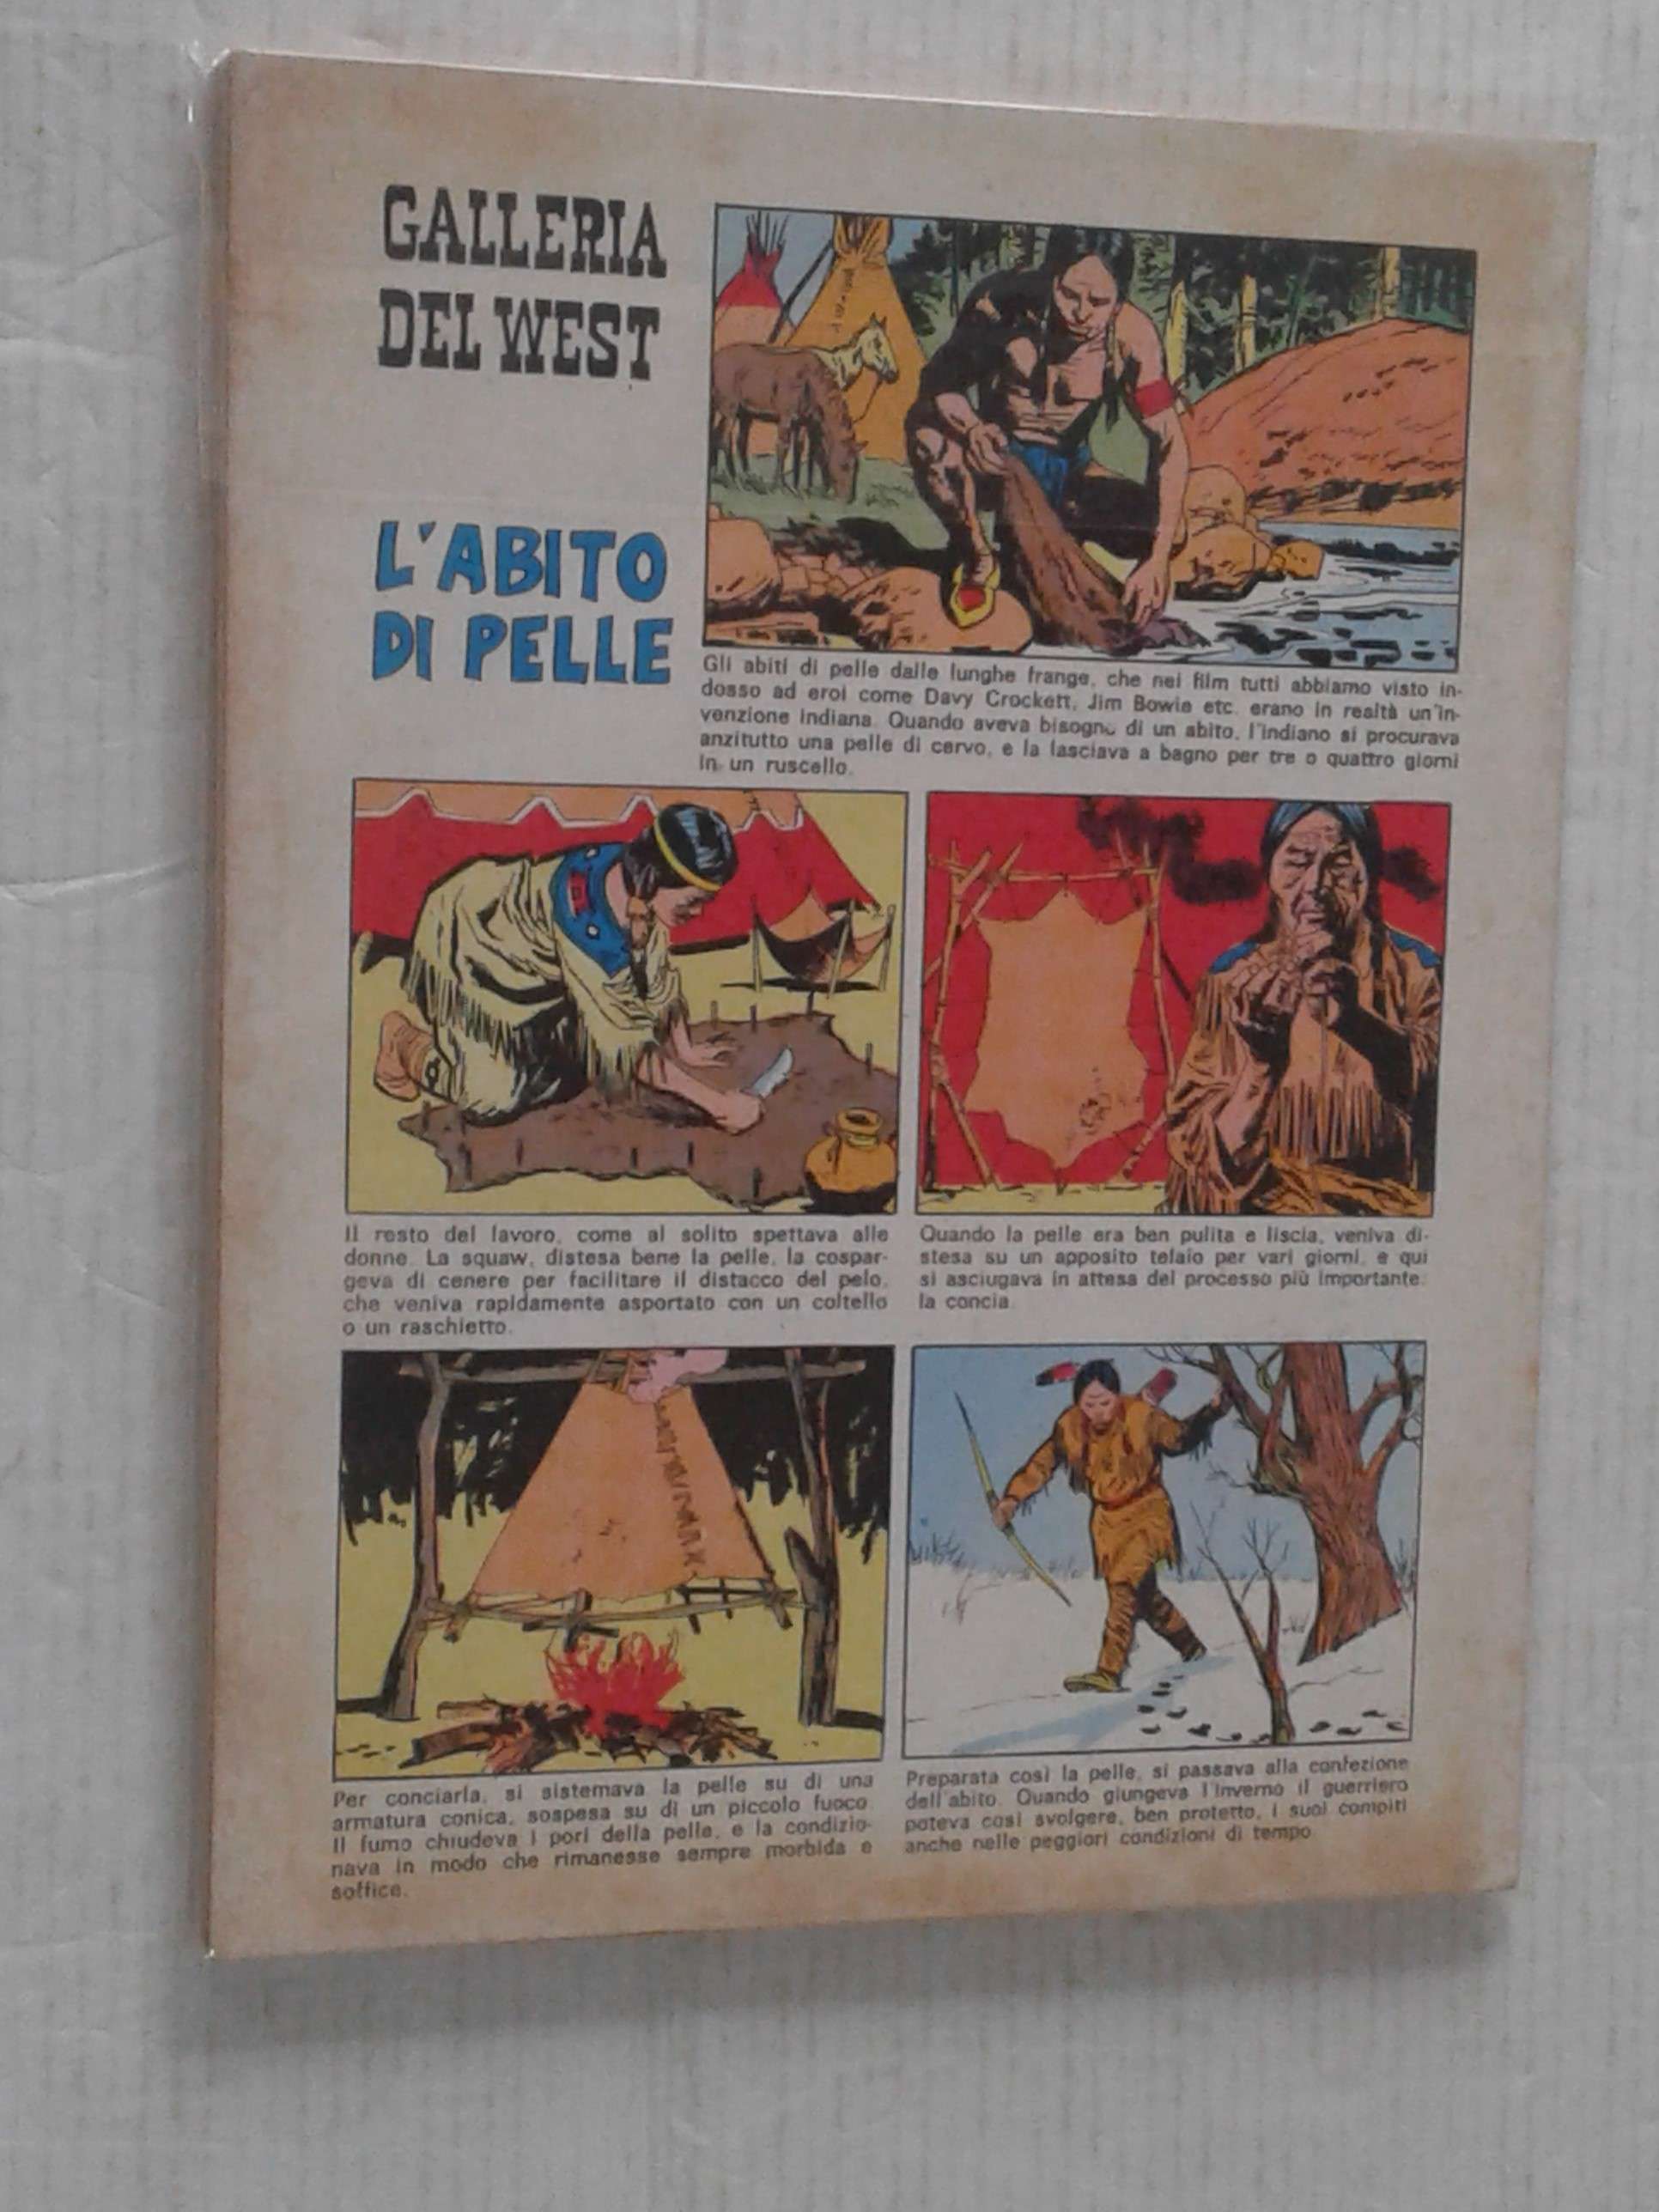 GALLERIA
DEL WEST
L'ABITO
DI PELLE
Gli abiti di pelle dalle lunghe frange, che nei film tutti abbiamo visto in-
dosso ad eroi come Davy Crockett, Jim Bowie etc. erano in realtà un'in-
venzione indiana. Quando aveva bisogno di un abito, l'indiano si procurava
anzitutto una pelle di cervo, e la lasciava a bagno per tre o quattro giorni
in un ruscello.
Il resto del lavoro, come al solito spettava alle
donne. La squaw, distesa bene la pelle, la cospar-
geva di cenere per facilitare il distacco del pelo,
che veniva rapidamente asportato con un coltello
o un raschietto.
Quando la pelle era ben pulita e liscia, veniva di-
stesa su un apposito telaio per vari giorni, e qui
si asciugava in attesa del processo più importante:
la concia.
Per conciarla, si sistemava la pelle su di una
armatura conica, sospesa su di un piccolo fuoco.
Il fumo chiudeva i pori della pelle, e la condizio-
nava in modo che rimanesse sempre morbida e
soffice.
Preparata così la pelle, si passava alla confezione
dell'abito. Quando giungeva l'inverno il guerriero
poteva così svolgere, ben protetto, i suoi compiti
anche nelle peggiori condizioni di tempo.